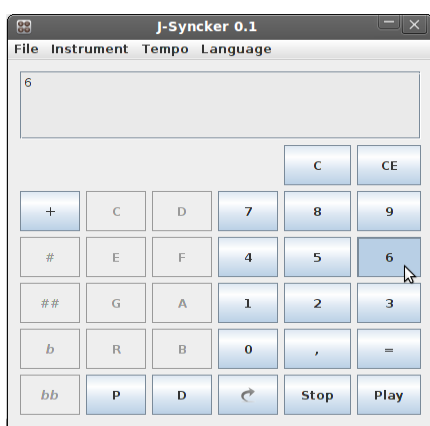 J-Syncker 0.1
File Instrument Tempo Language
6
C CE
+ C D 7 8 9
# E F 4 5 6
## G A 1 2 3
b R B 0 , =
bb P D Stop Play